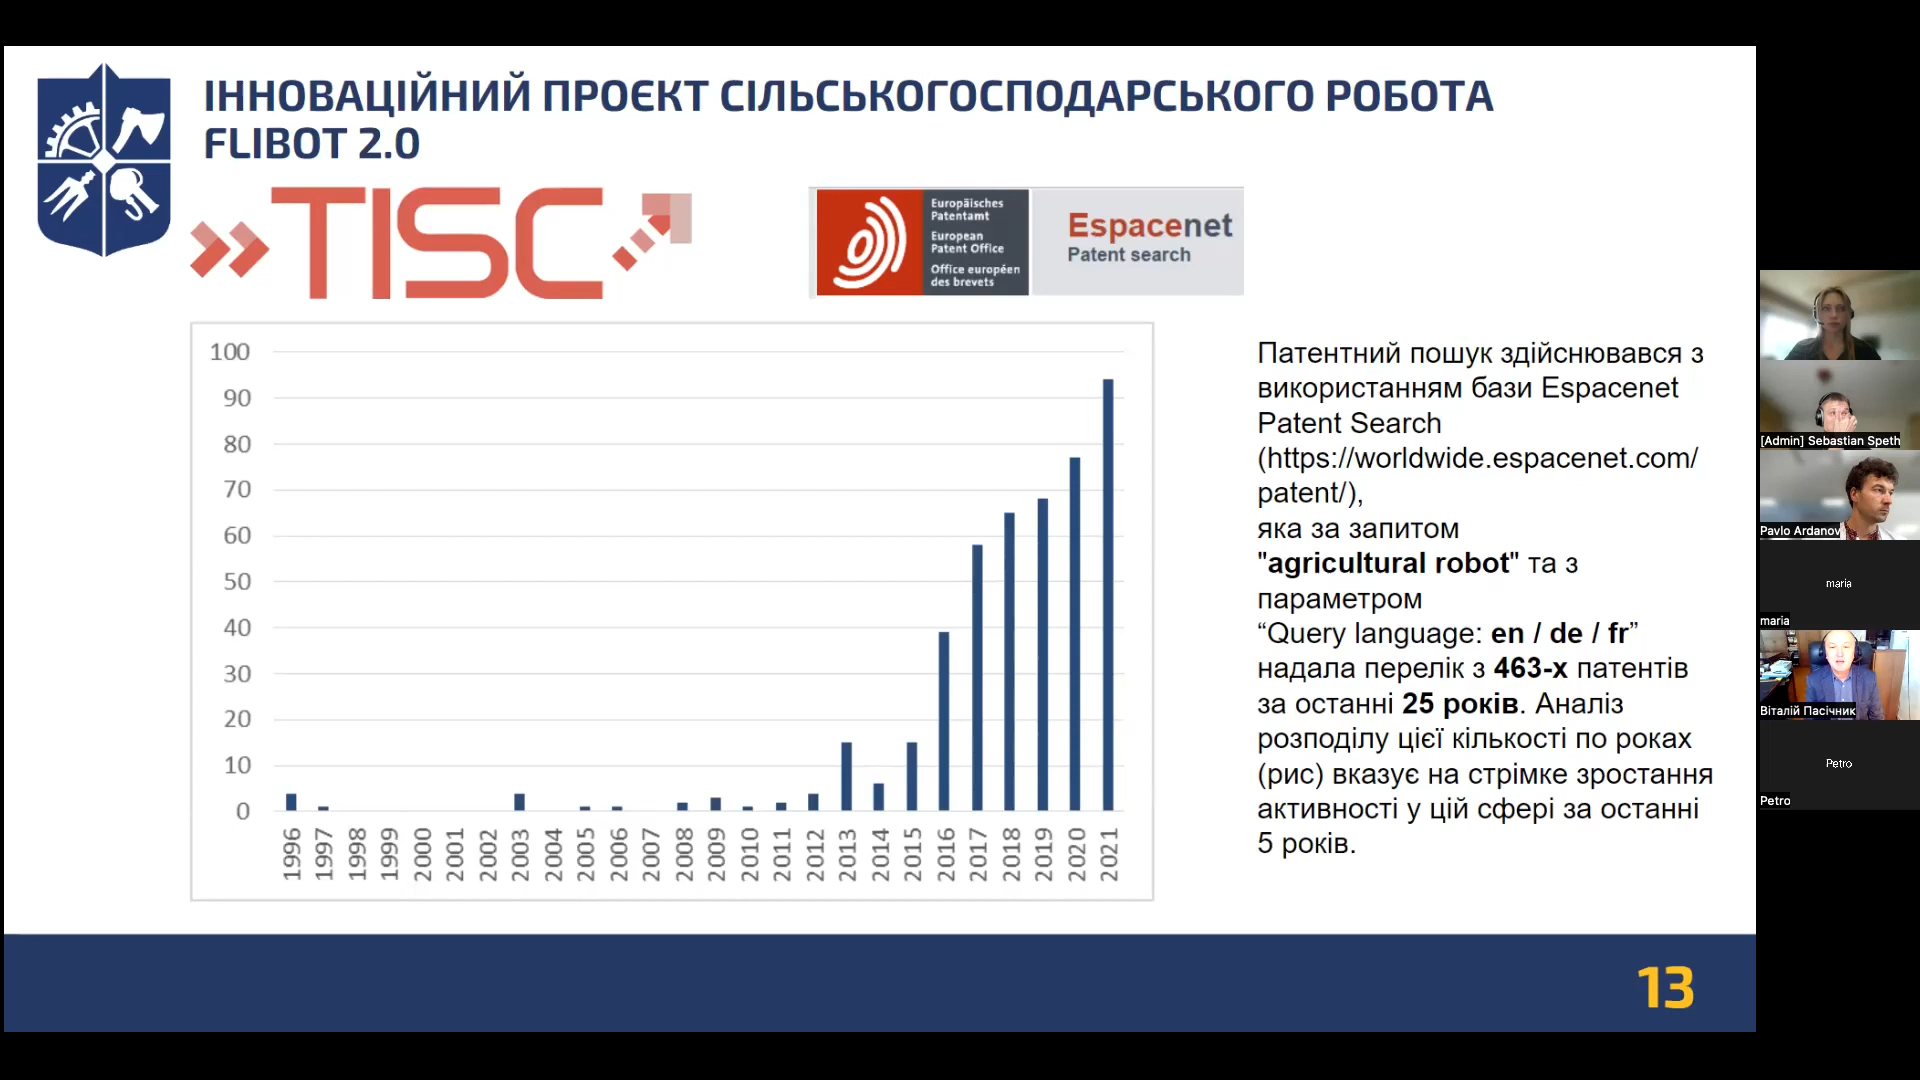 ІННОВАЦІЙНИЙ ПРОЄКТ СІЛЬСЬКОГОСПОДАРСЬКОГО РОБОТА
FLIBOT 2.0
TISC
Europäisches
Patentamt
European
Patent Office
Office européen
des brevets
Espacenet
Patent search
100
90
80
70
60
50
40
30
20
10
0
1996
1997
1998
1999
2000
2001
2002
2003
2004
2005
2006
2007
2008
2009
2010
2011
2012
2013
2014
2015
2016
2017
2018
2019
2020
2021
Патентний пошук здійснювався з
використанням бази Espacenet
Patent Search
(https://worldwide.espacenet.com/
patent/),
яка за запитом
"agricultural robot" та з
параметром
“Query language: en / de / fr”
надала перелік з 463-х патентів
за останні 25 років. Аналіз
розподілу цієї кількості по роках
(рис) вказує на стрімке зростання
активності у цій сфері за останні
5 років.
13
[Admin] Sebastian Speth
Pavlo Ardanov
maria
maria
Віталій Пасічник
Petro
Petro